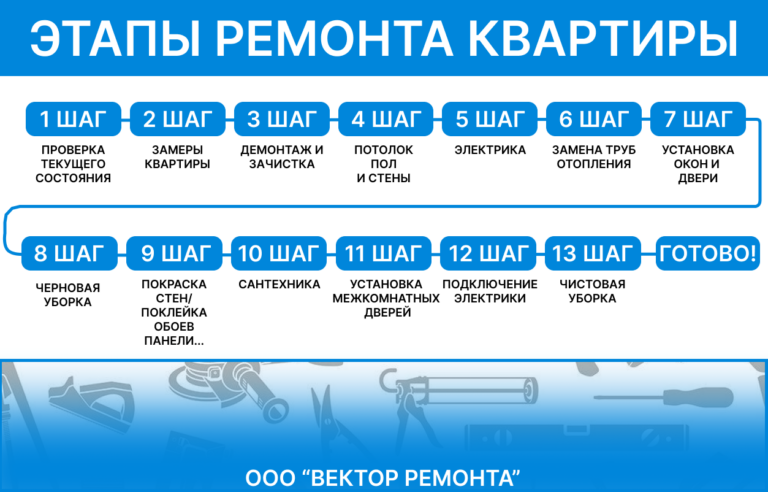 ЭТАПЫ РЕМОНТА КВАРТИРЫ
1 ШАГ
ПРОВЕРКА
ТЕКУЩЕГО
СОСТОЯНИЯ
2 ШАГ
ЗАМЕРЫ
КВАРТИРЫ
3 ШАГ
ДЕМОНТАЖ И
ЗАЧИСТКА
4 ШАГ
ПОТОЛОК
ПОЛ
И СТЕНЫ
5 ШАГ
ЭЛЕКТРИКА
6 ШАГ
ЗАМЕНА ТРУБ
ОТОПЛЕНИЯ
7 ШАГ
УСТАНОВКА
ОКОН И
ДВЕРИ
8 ШАГ
ЧЕРНОВАЯ
УБОРКА
9 ШАГ
ПОКРАСКА
СТЕН/
ПОКЛЕЙКА
ОБОЕВ
ПАНЕЛИ...
10 ШАГ
САНТЕХНИКА
11 ШАГ
УСТАНОВКА
МЕЖКОМНАТНЫХ
ДВЕРЕЙ
12 ШАГ
ПОДКЛЮЧЕНИЕ
ЭЛЕКТРИКИ
13 ШАГ
ЧИСТОВАЯ
УБОРКА
ГОТОВО!
ООО “ВЕКТОР РЕМОНТА”